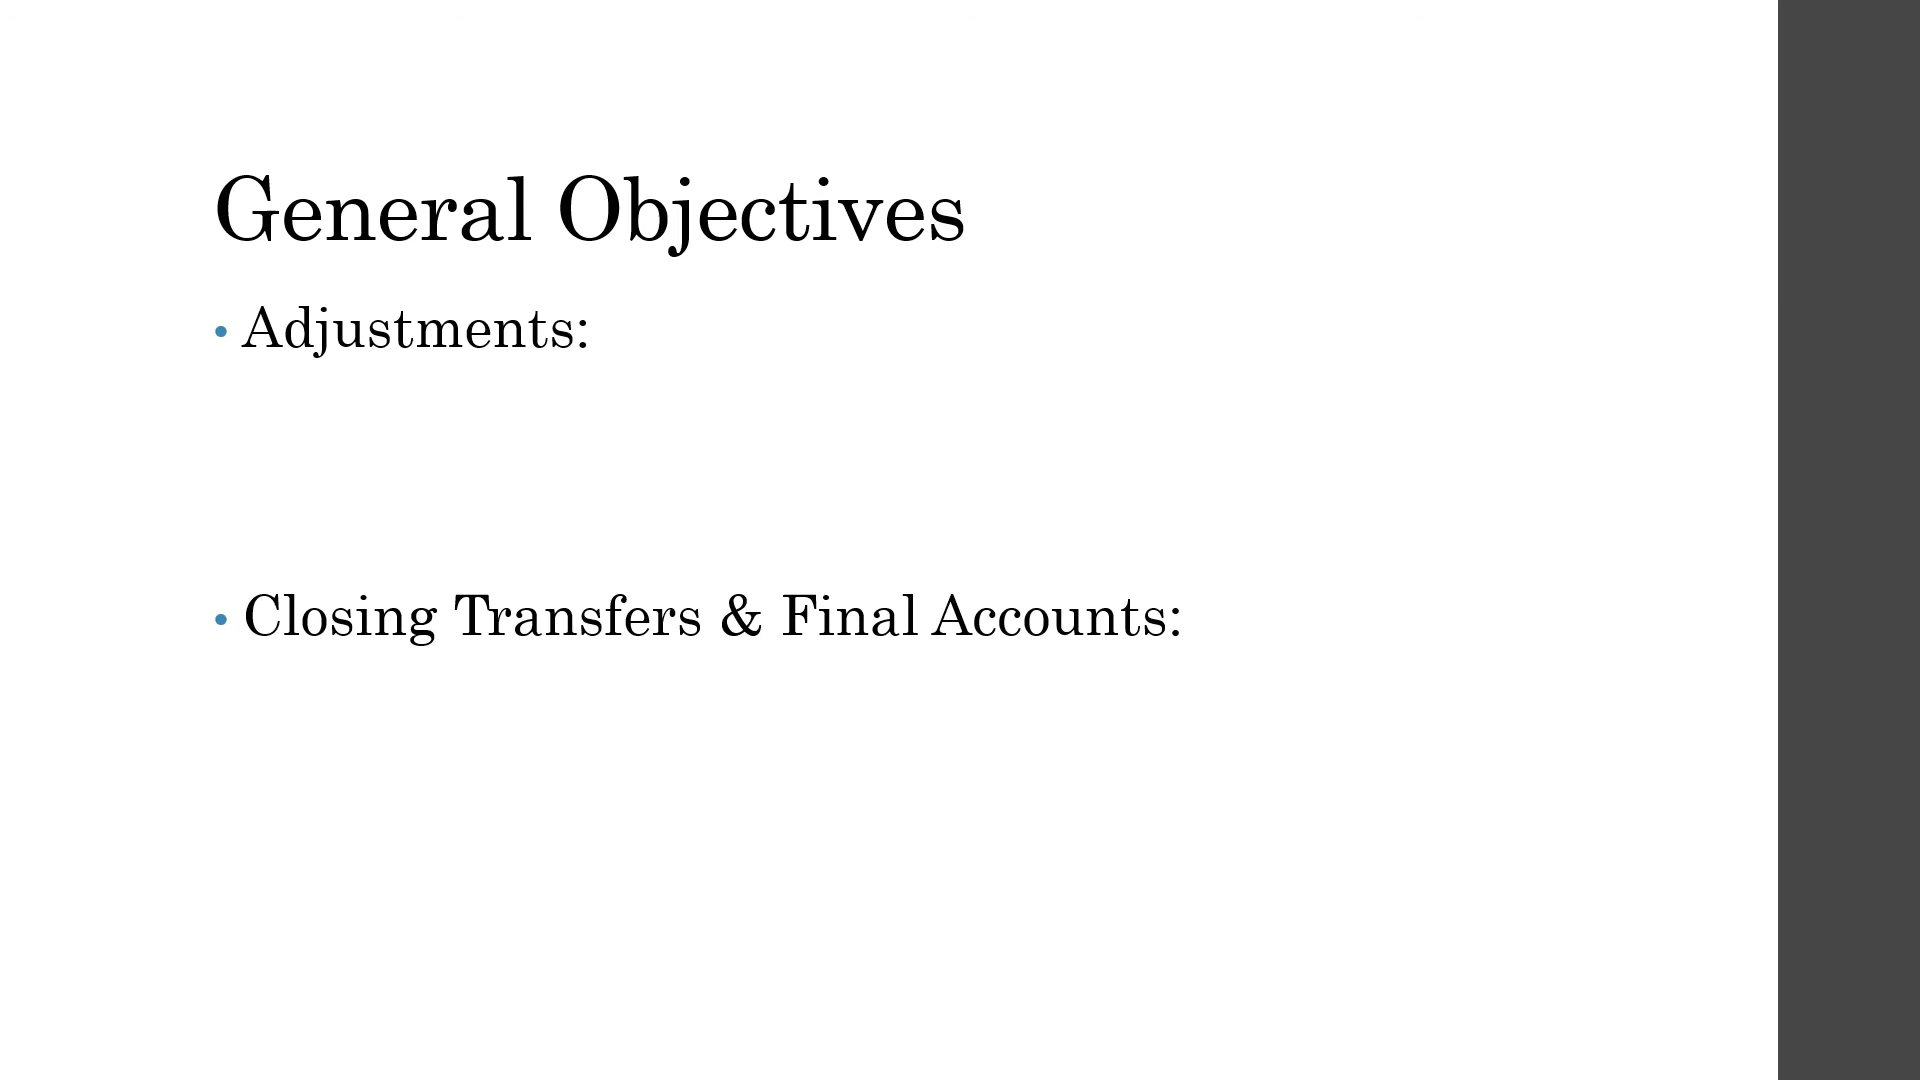 General Objectives
• Adjustments:
• Closing Transfers & Final Accounts: